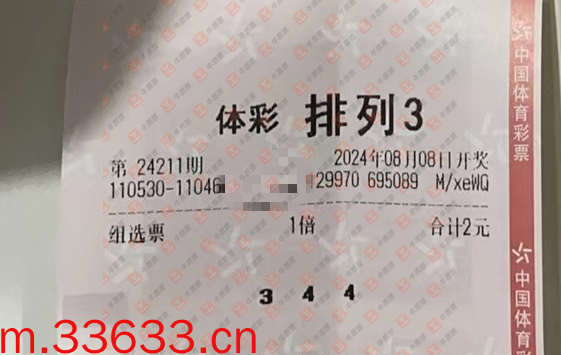 体彩 排列3
第 24211期 2024年08月08日开奖
110530-11046 29970 695089 M/xeWQ
组选票 1倍 合计2元
3 4 4
m.33633.cn
中国体育彩票
中国体育彩